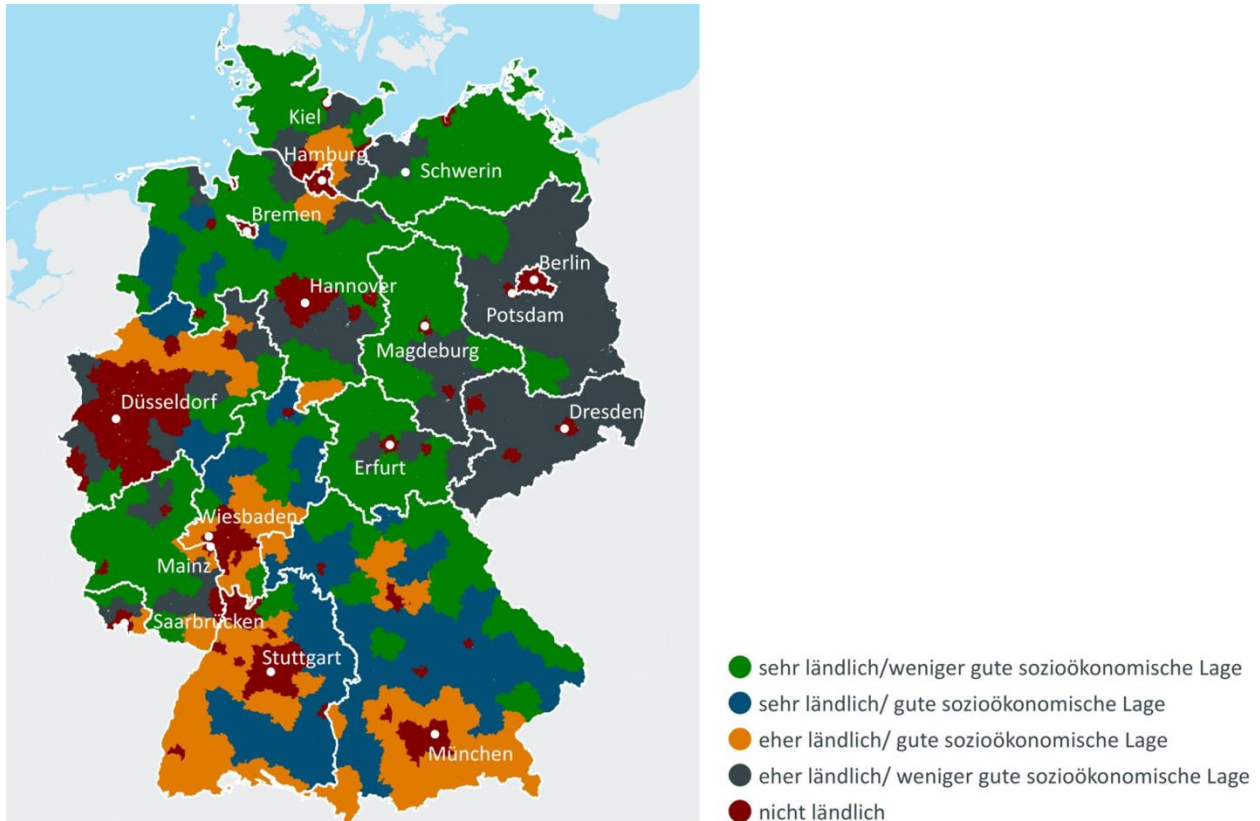 Kiel
Hamburg
Schwerin
Bremen
Berlin
Hannover
Potsdam
Magdeburg
Düsseldorf
Dresden
Erfurt
Wiesbaden
Mainz
Saarbrücken
Stuttgart
München
sehr ländlich/weniger gute sozioökonomische Lage
sehr ländlich/ gute sozioökonomische Lage
eher ländlich/ gute sozioökonomische Lage
eher ländlich/ weniger gute sozioökonomische Lage
nicht ländlich